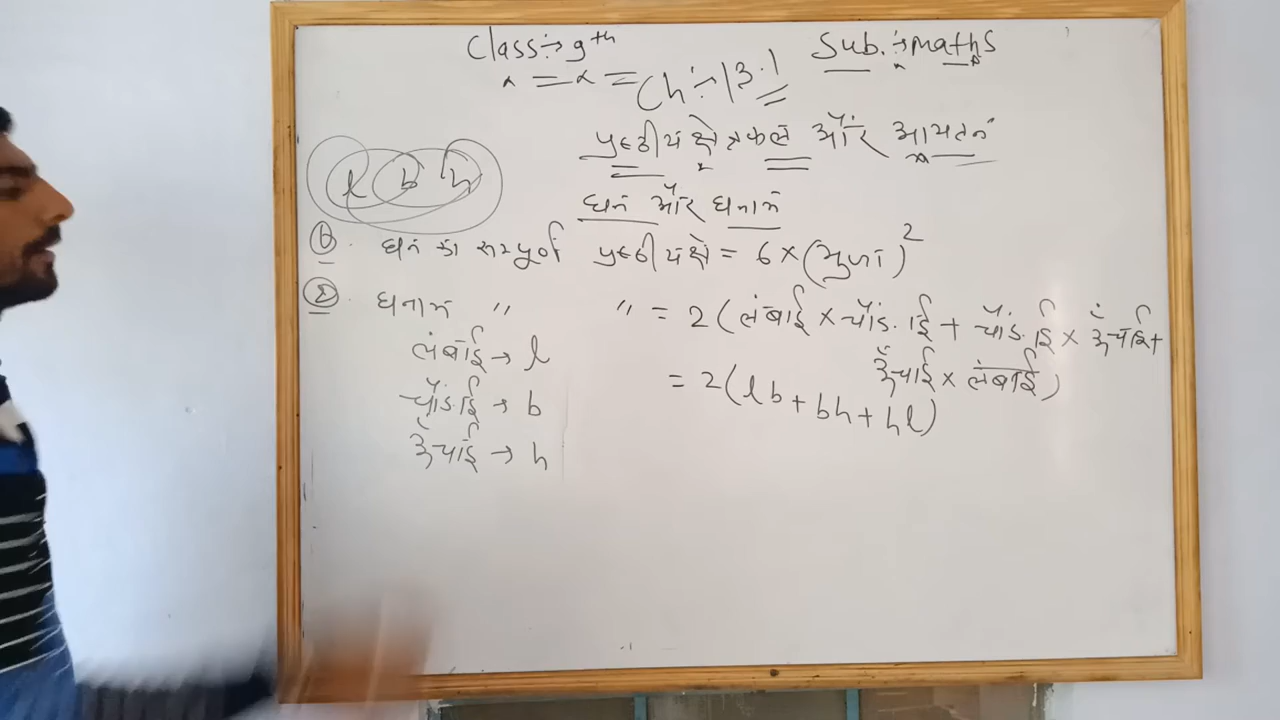 Class:→ 9th Sub.:→ maths
Ch:→ 13.1
पृष्ठीय क्षेत्रफल और आयतन
l b h
घन और घनाभ
① घन का सम्पूर्ण पृष्ठीय क्षे = 6 × (भुजा)²
② घनाभ " " = 2 (लंबाई × चौड़ाई + चौड़ाई × ऊँचाई +
ऊँचाई × लंबाई)
लंबाई → l
= 2 (lb + bh + hl)
चौड़ाई → b
ऊँचाई → h